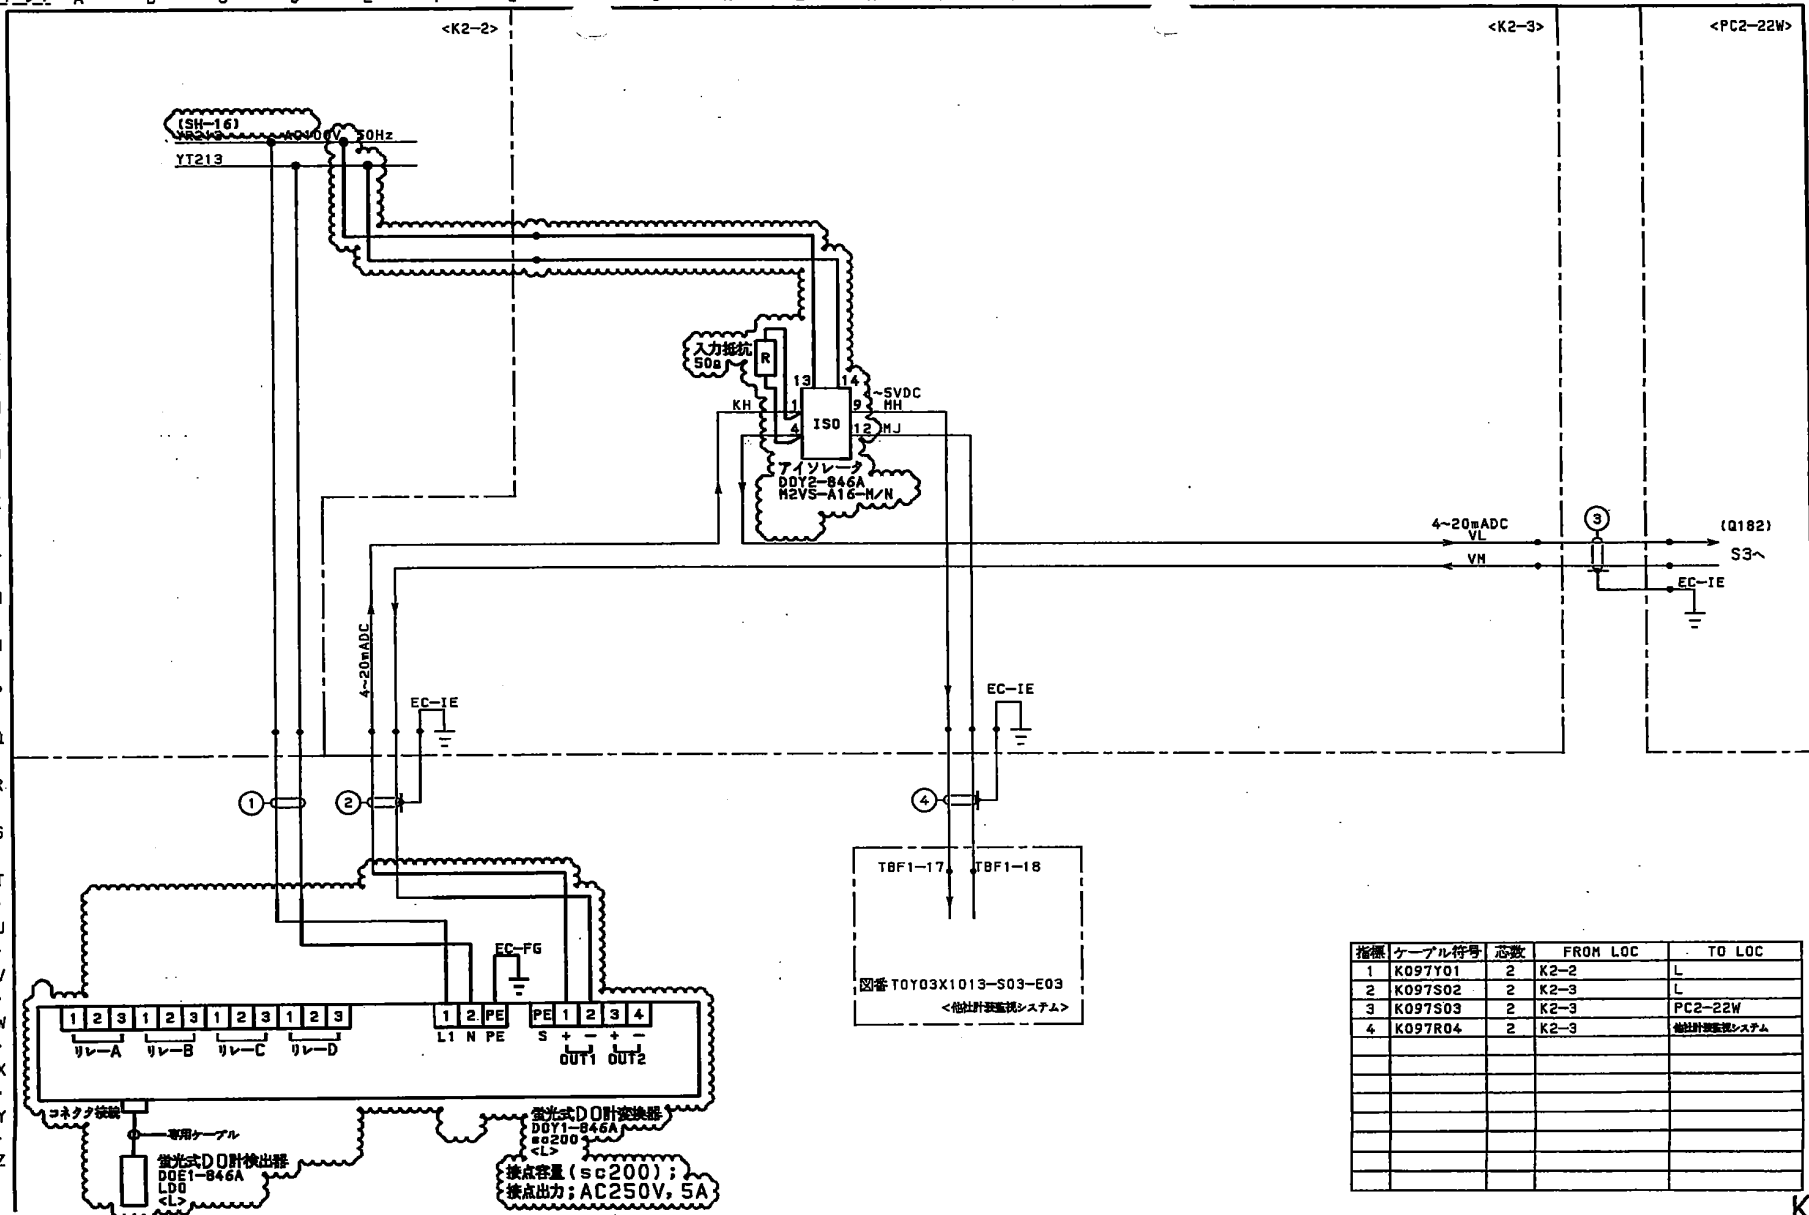 <K2-2>
<K2-3>
<PC2-22W>
(SH-16)
YR213 AC100V 50Hz
YT213
入力抵抗
50Ω
R
13
14
~5VDC
KH
1
9
MH
ISO
4
12
MJ
アイソレータ
DOY2-846A
M2VS-A16-M/N
4~20mADC
VL
3
(Q182)
S3へ
VM
EC-IE
4~20mADC
EC-IE
EC-IE
1
2
4
TBF1-17
TBF1-18
図番 TOY03X1013-S03-E03
<他社計装監視システム>
EC-FG
1 2 3 1 2 3 1 2 3 1 2 3
リレーA リレーB リレーC リレーD
1 2 PE
L1 N PE
PE 1 2 3 4
S + - + -
OUT1 OUT2
コネクタ接続
専用ケーブル
蛍光式DO計検出器
DOE1-846A
LDO
<L>
蛍光式DO計変換器
DOY1-846A
sc200
<L>
接点容量(sc200);
接点出力;AC250V,5A
指標 ケーブル符号 芯数 FROM LOC TO LOC
1 K097Y01 2 K2-2 L
2 K097S02 2 K2-3 L
3 K097S03 2 K2-3 PC2-22W
4 K097R04 2 K2-3 他社計装監視システム
K